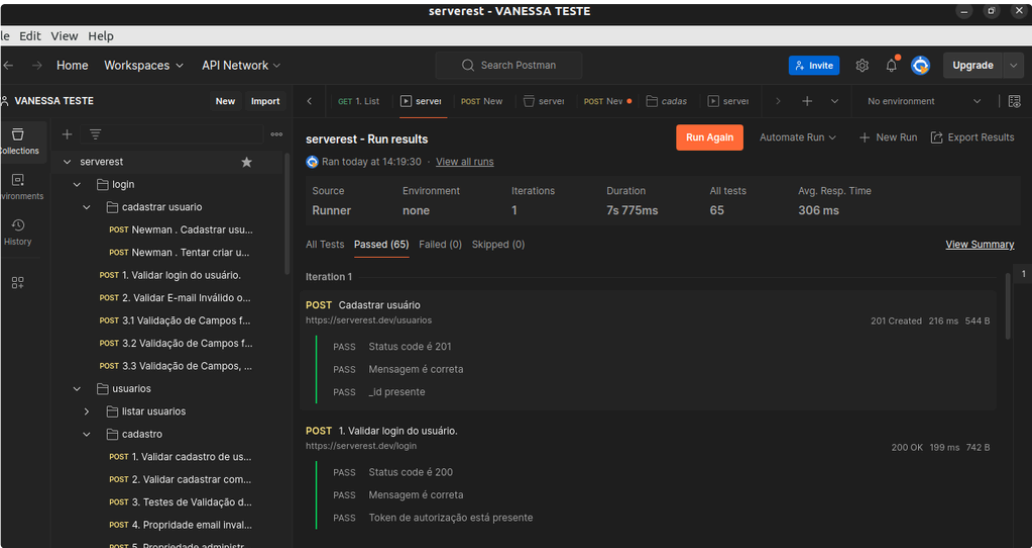 serverest - VANESSA TESTE
le Edit View Help
Home Workspaces API Network Search Postman Invite Upgrade
VANESSA TESTE New Import
GET 1. List server POST New server POST Nev cadas server No environment
Collections
serverest
login
nvironments
cadastrar usuario
POST Newman . Cadastrar usu...
History
POST Newman . Tentar criar u...
POST 1. Validar login do usuário.
POST 2. Validar E-mail Inválido o...
POST 3.1 Validação de Campos f...
POST 3.2 Validação de Campos f...
POST 3.3 Validação de Campos, ...
usuarios
listar usuarios
cadastro
POST 1. Validar cadastro de us...
POST 2. Validar cadastrar com...
POST 3. Testes de Validação d...
POST 4. Propridade email inval...
POST 5. Propriedade administr...
serverest - Run results Run Again Automate Run New Run Export Results
Ran today at 14:19:30 · View all runs
Source Environment Iterations Duration All tests Avg. Resp. Time
Runner none 1 7s 775ms 65 306 ms
All Tests Passed (65) Failed (0) Skipped (0) View Summary
Iteration 1
1
POST Cadastrar usuário
https://serverest.dev/usuarios 201 Created 216 ms 544 B
PASS Status code é 201
PASS Mensagem é correta
PASS _id presente
POST 1. Validar login do usuário.
https://serverest.dev/login 200 OK 199 ms 742 B
PASS Status code é 200
PASS Mensagem é correta
PASS Token de autorização está presente